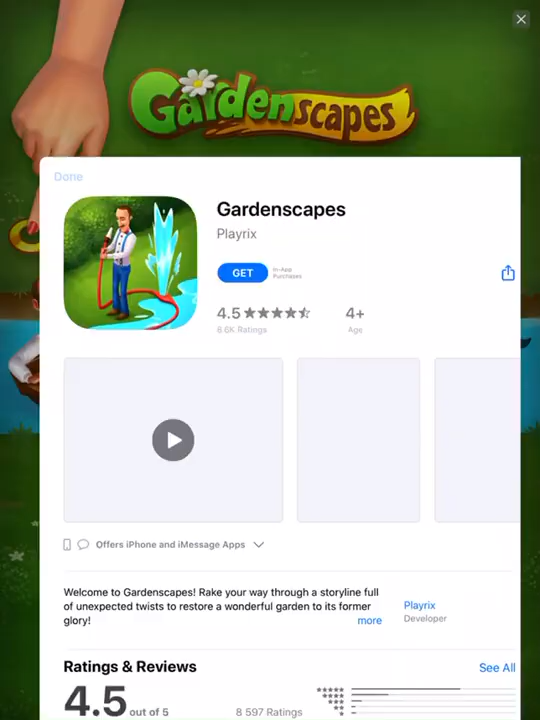 Gardenscapes
Done
Gardenscapes
Playrix
GET
In-App
Purchases
4.5
4+
8.6K Ratings
Age
Offers iPhone and iMessage Apps
Welcome to Gardenscapes! Rake your way through a storyline full
of unexpected twists to restore a wonderful garden to its former
glory!
more
Playrix
Developer
Ratings & Reviews
See All
4.5 out of 5
8 597 Ratings